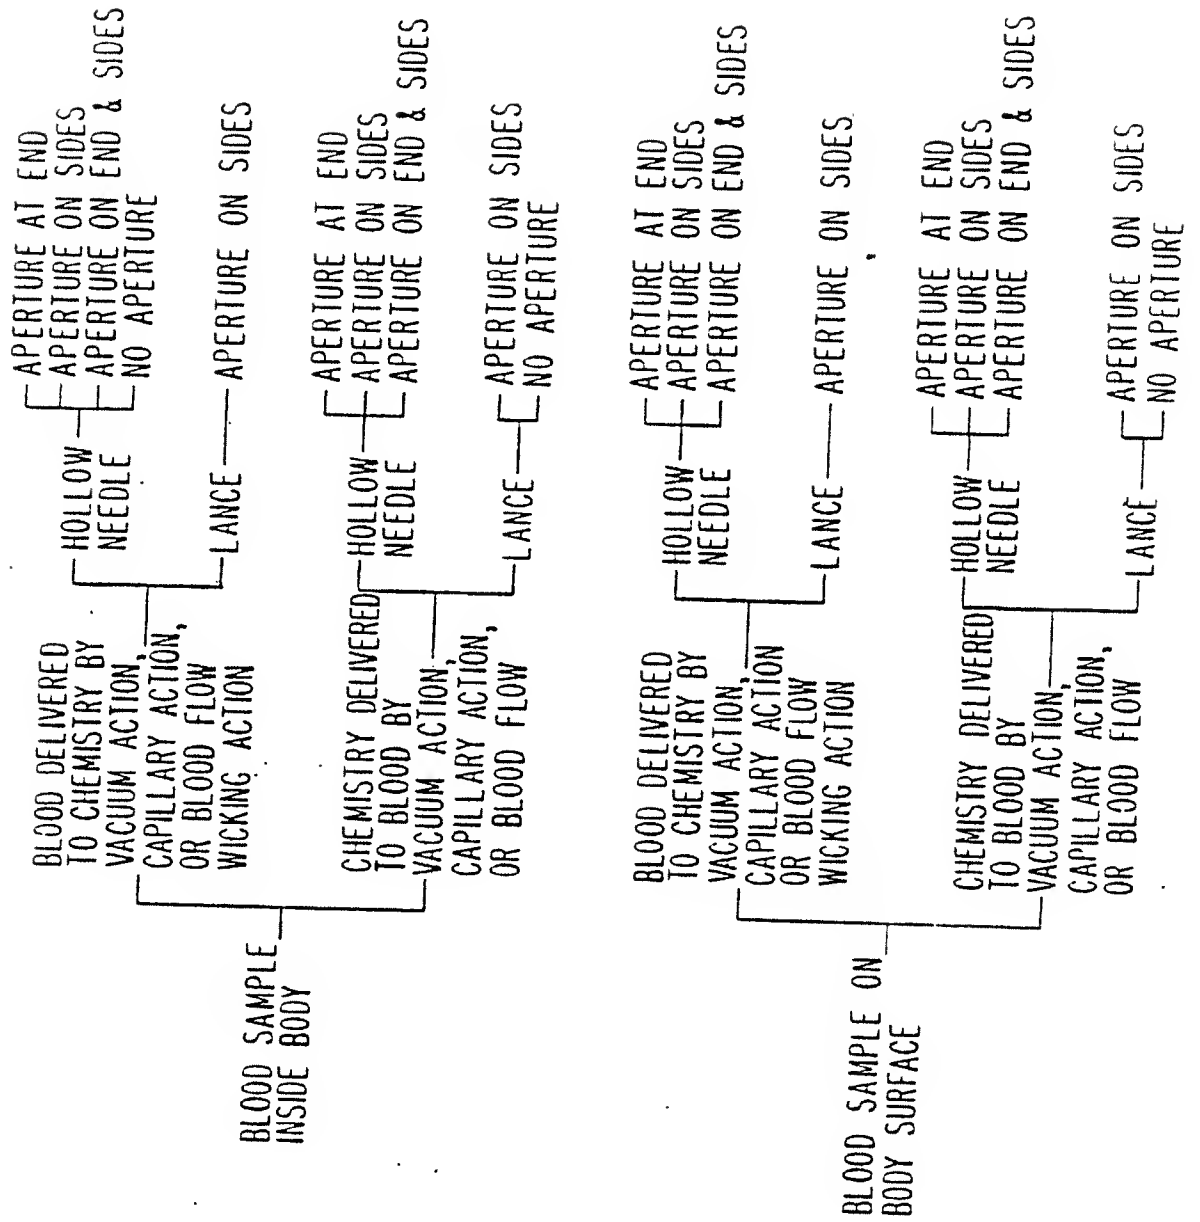 BLOOD SAMPLE
INSIDE BODY
BLOOD DELIVERED
TO CHEMISTRY BY
VACUUM ACTION,
CAPILLARY ACTION,
OR BLOOD FLOW
WICKING ACTION
HOLLOW
NEEDLE
APERTURE AT END
APERTURE ON SIDES
APERTURE ON END & SIDES
NO APERTURE
LANCE
APERTURE ON SIDES
CHEMISTRY DELIVERED
TO BLOOD BY
VACUUM ACTION,
CAPILLARY ACTION,
OR BLOOD FLOW
HOLLOW
NEEDLE
APERTURE AT END
APERTURE ON SIDES
APERTURE ON END & SIDES
LANCE
APERTURE ON SIDES
NO APERTURE
BLOOD SAMPLE ON
BODY SURFACE
BLOOD DELIVERED
TO CHEMISTRY BY
VACUUM ACTION,
CAPILLARY ACTION
OR BLOOD FLOW
WICKING ACTION
HOLLOW
NEEDLE
APERTURE AT END
APERTURE ON SIDES
APERTURE ON END & SIDES
LANCE
APERTURE ON SIDES
CHEMISTRY DELIVERED
TO BLOOD BY
VACUUM ACTION,
CAPILLARY ACTION,
OR BLOOD FLOW
HOLLOW
NEEDLE
APERTURE AT END
APERTURE ON SIDES
APERTURE ON END & SIDES
LANCE
APERTURE ON SIDES
NO APERTURE